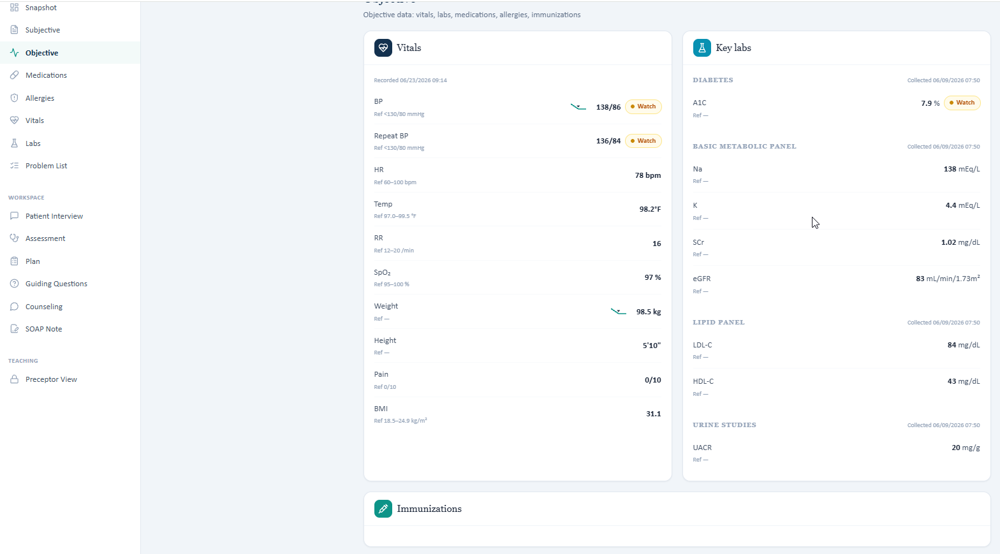 Snapshot
Subjective
Objective
Medications
Allergies
Vitals
Labs
Problem List
WORKSPACE
Patient Interview
Assessment
Plan
Guiding Questions
Counseling
SOAP Note
TEACHING
Preceptor View
Objective data: vitals, labs, medications, allergies, immunizations
Vitals
Recorded 06/23/2026 09:14
BP 138/86 Watch
Ref <130/80 mmHg
Repeat BP 136/84 Watch
Ref <130/80 mmHg
HR 78 bpm
Ref 60–100 bpm
Temp 98.2°F
Ref 97.0–99.5 °F
RR 16
Ref 12–20 /min
SpO₂ 97 %
Ref 95–100 %
Weight 98.5 kg
Ref —
Height 5'10"
Ref —
Pain 0/10
Ref 0/10
BMI 31.1
Ref 18.5–24.9 kg/m²
Key labs
DIABETES Collected 06/09/2026 07:50
A1C 7.9 % Watch
Ref —
BASIC METABOLIC PANEL Collected 06/09/2026 07:50
Na 138 mEq/L
Ref —
K 4.4 mEq/L
Ref —
SCr 1.02 mg/dL
Ref —
eGFR 83 mL/min/1.73m²
Ref —
LIPID PANEL Collected 06/09/2026 07:50
LDL-C 84 mg/dL
Ref —
HDL-C 43 mg/dL
Ref —
URINE STUDIES Collected 06/09/2026 07:50
UACR 20 mg/g
Ref —
Immunizations